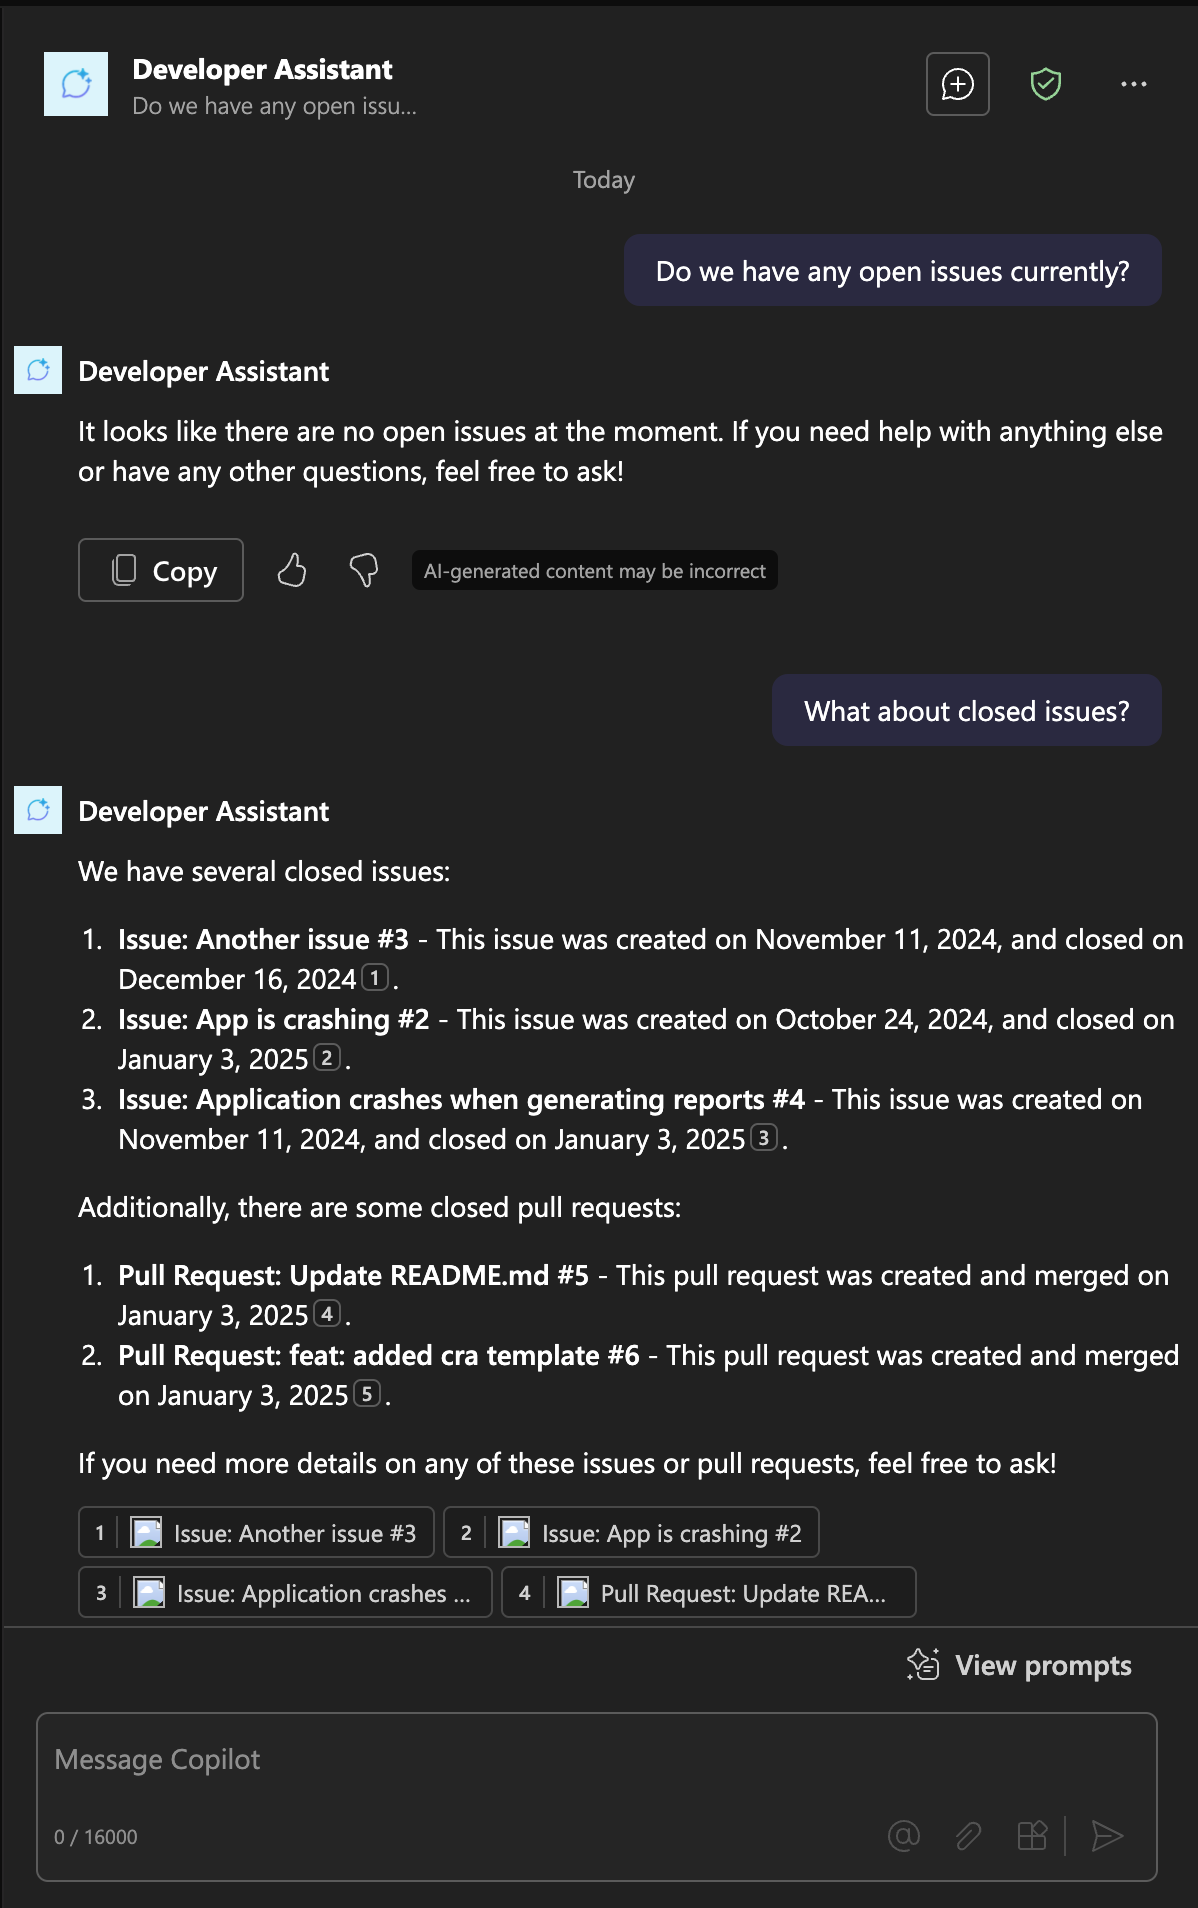 Developer Assistant
Do we have any open issu...
Today
Do we have any open issues currently?
Developer Assistant
It looks like there are no open issues at the moment. If you need help with anything else
or have any other questions, feel free to ask!
Copy
AI-generated content may be incorrect
What about closed issues?
Developer Assistant
We have several closed issues:
1. Issue: Another issue #3 - This issue was created on November 11, 2024, and closed on
December 16, 2024 1.
2. Issue: App is crashing #2 - This issue was created on October 24, 2024, and closed on
January 3, 2025 2.
3. Issue: Application crashes when generating reports #4 - This issue was created on
November 11, 2024, and closed on January 3, 2025 3.
Additionally, there are some closed pull requests:
1. Pull Request: Update README.md #5 - This pull request was created and merged on
January 3, 2025 4.
2. Pull Request: feat: added cra template #6 - This pull request was created and merged
on January 3, 2025 5.
If you need more details on any of these issues or pull requests, feel free to ask!
1 Issue: Another issue #3 2 Issue: App is crashing #2
3 Issue: Application crashes ... 4 Pull Request: Update REA...
View prompts
Message Copilot
0 / 16000